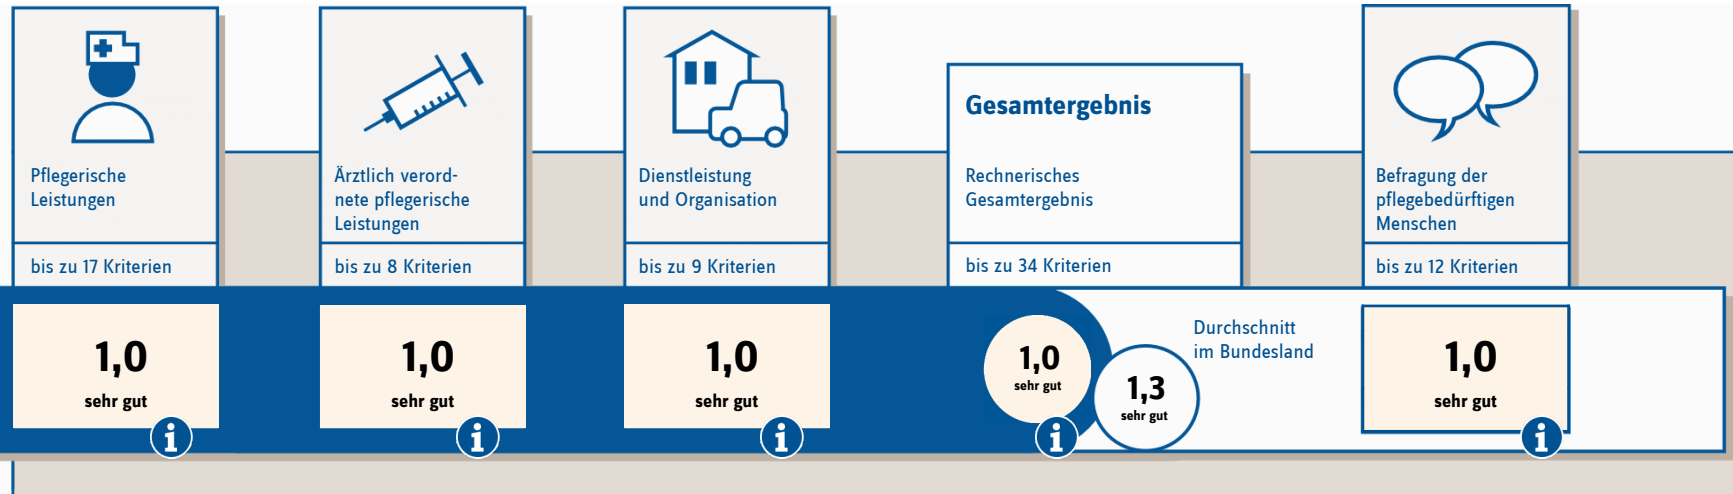 Pflegerische
Leistungen
bis zu 17 Kriterien
1,0
sehr gut
i
Ärztlich verord-
nete pflegerische
Leistungen
bis zu 8 Kriterien
1,0
sehr gut
i
Dienstleistung
und Organisation
bis zu 9 Kriterien
1,0
sehr gut
i
Gesamtergebnis
Rechnerisches
Gesamtergebnis
bis zu 34 Kriterien
1,0
sehr gut
i
Durchschnitt
im Bundesland
1,3
sehr gut
Befragung der
pflegebedürftigen
Menschen
bis zu 12 Kriterien
1,0
sehr gut
i